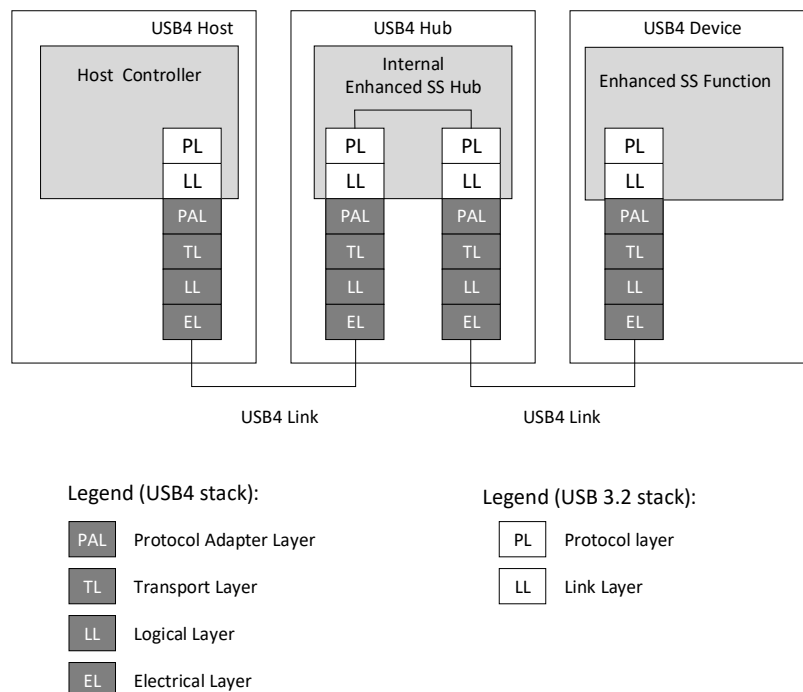 USB4 Host
USB4 Hub
USB4 Device
Host Controller
Internal
Enhanced SS Hub
Enhanced SS Function
PL
PL
PL
PL
LL
LL
LL
LL
PAL
PAL
PAL
PAL
TL
TL
TL
TL
LL
LL
LL
LL
EL
EL
EL
EL
USB4 Link
USB4 Link
Legend (USB4 stack):
PAL Protocol Adapter Layer
TL Transport Layer
LL Logical Layer
EL Electrical Layer
Legend (USB 3.2 stack):
PL Protocol layer
LL Link Layer